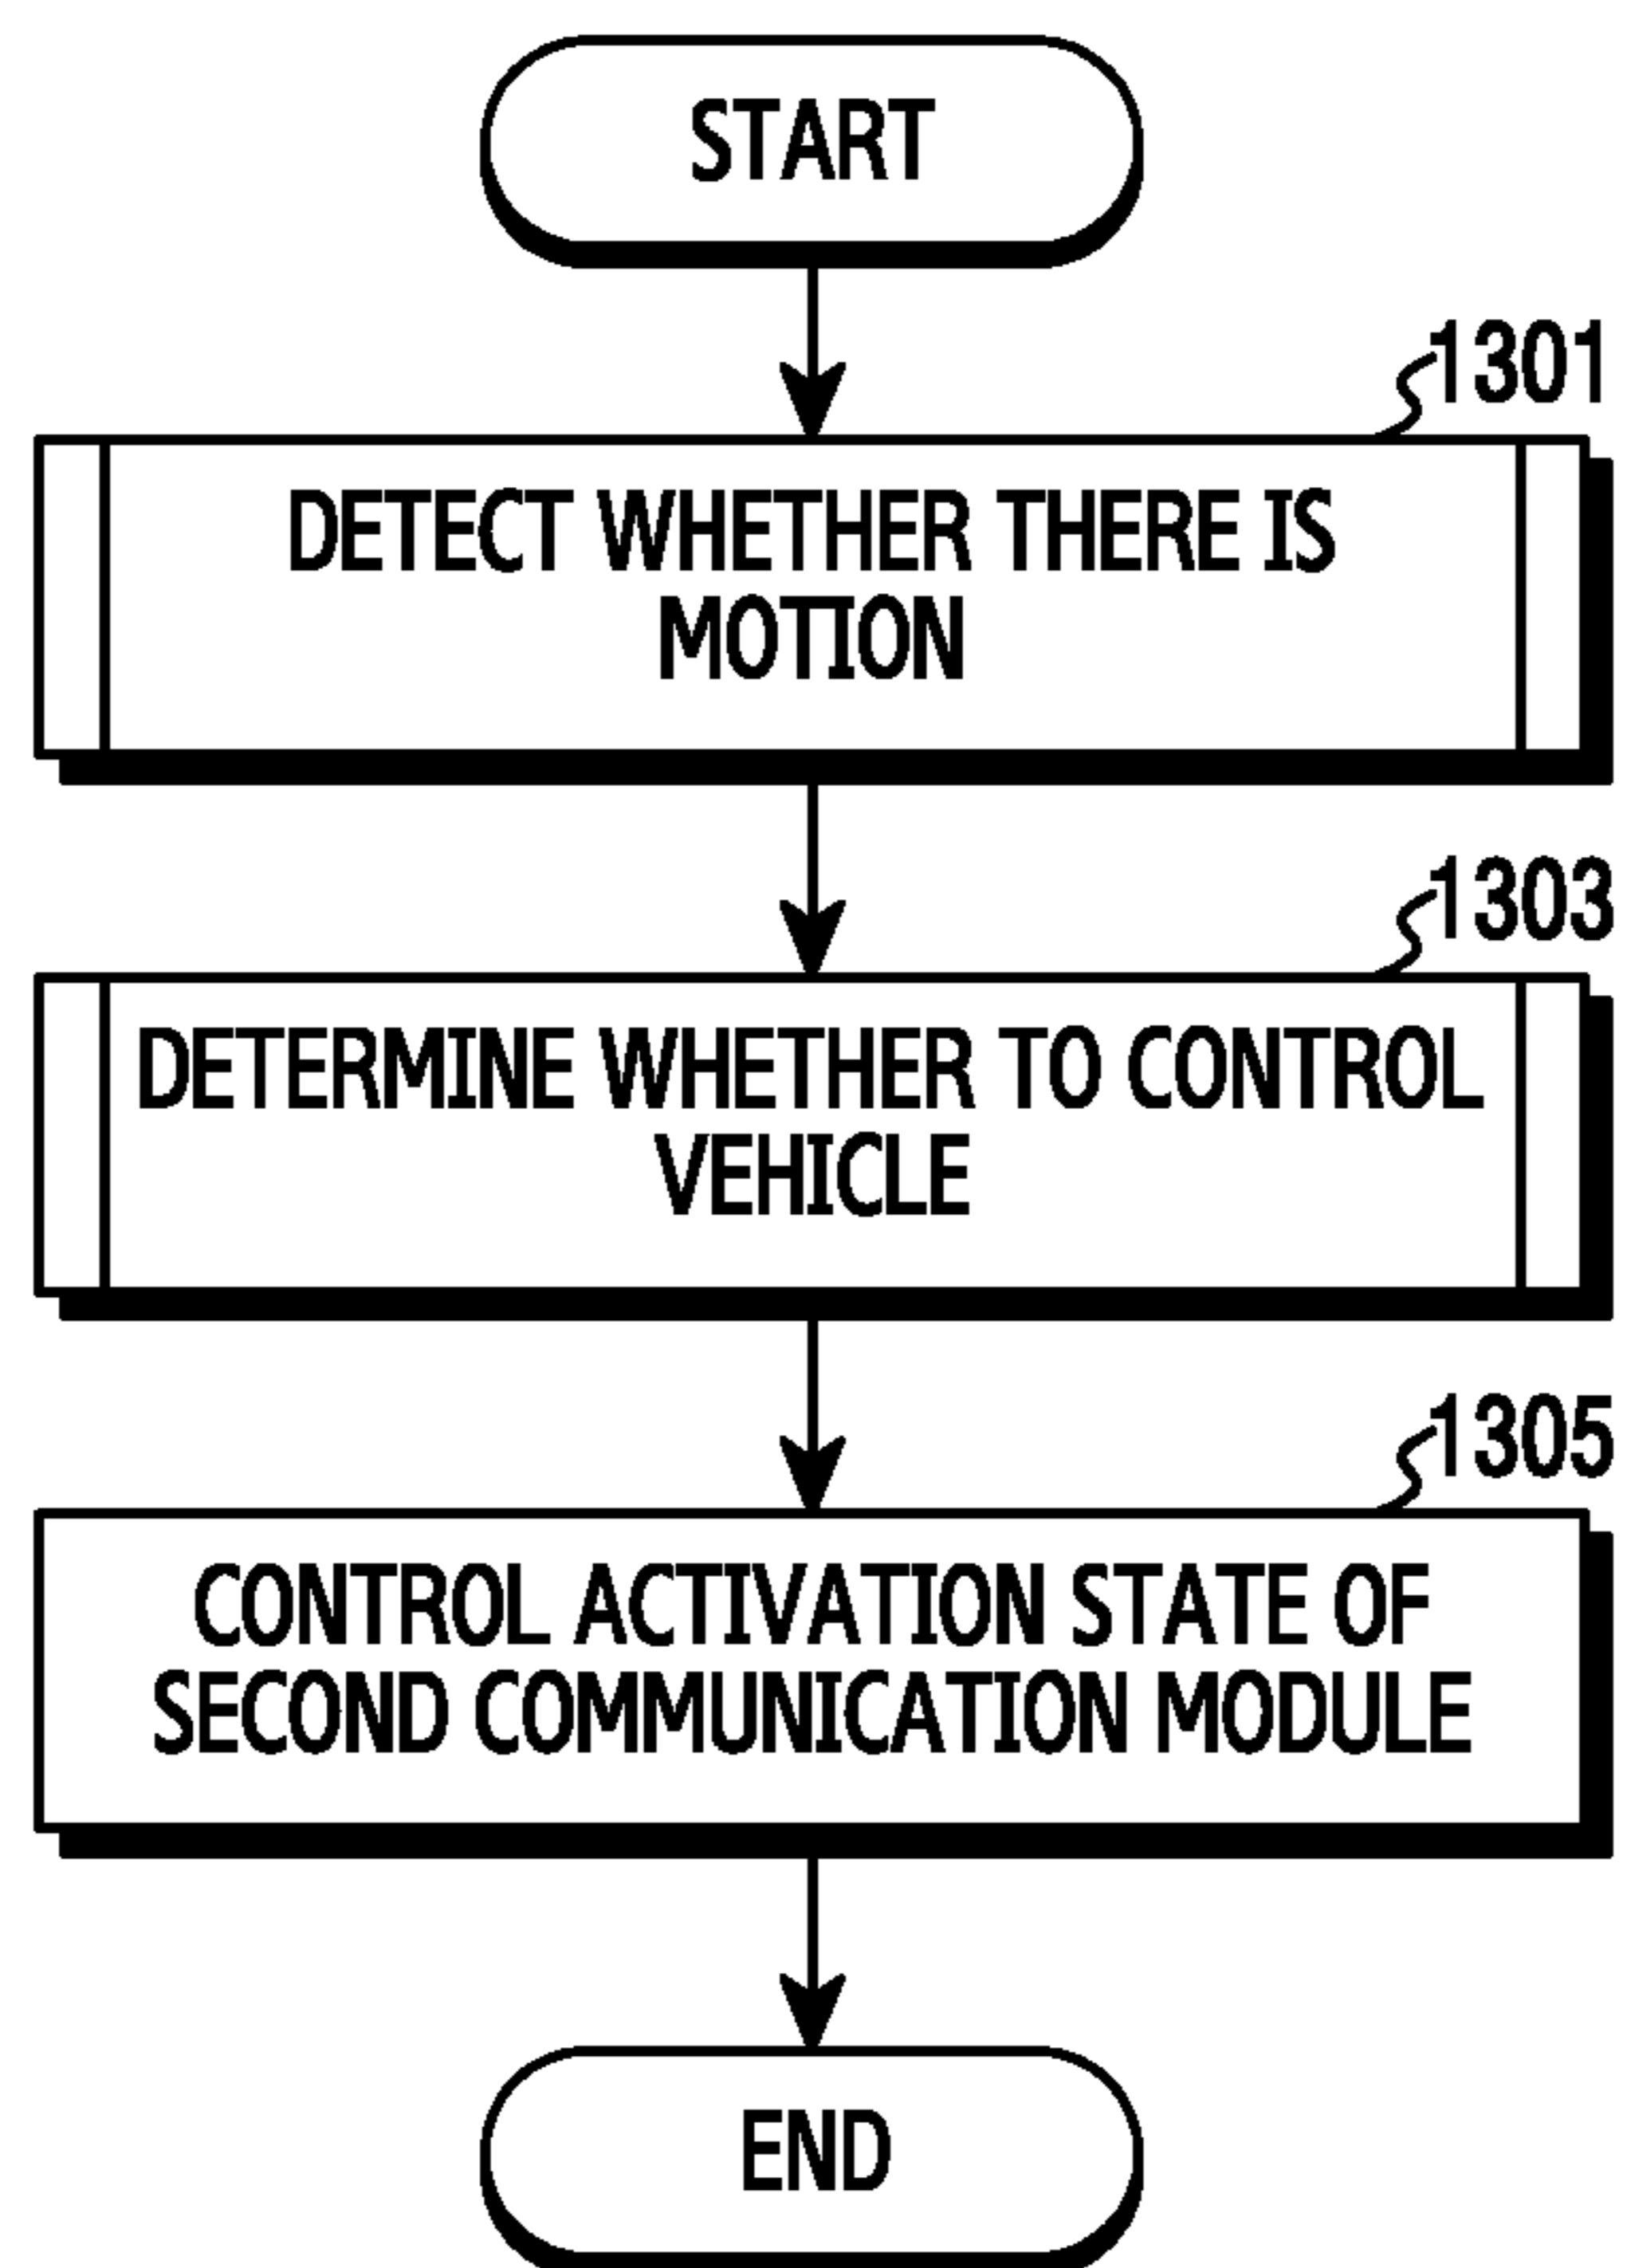 START
1301
DETECT WHETHER THERE IS
MOTION
1303
DETERMINE WHETHER TO CONTROL
VEHICLE
1305
CONTROL ACTIVATION STATE OF
SECOND COMMUNICATION MODULE
END